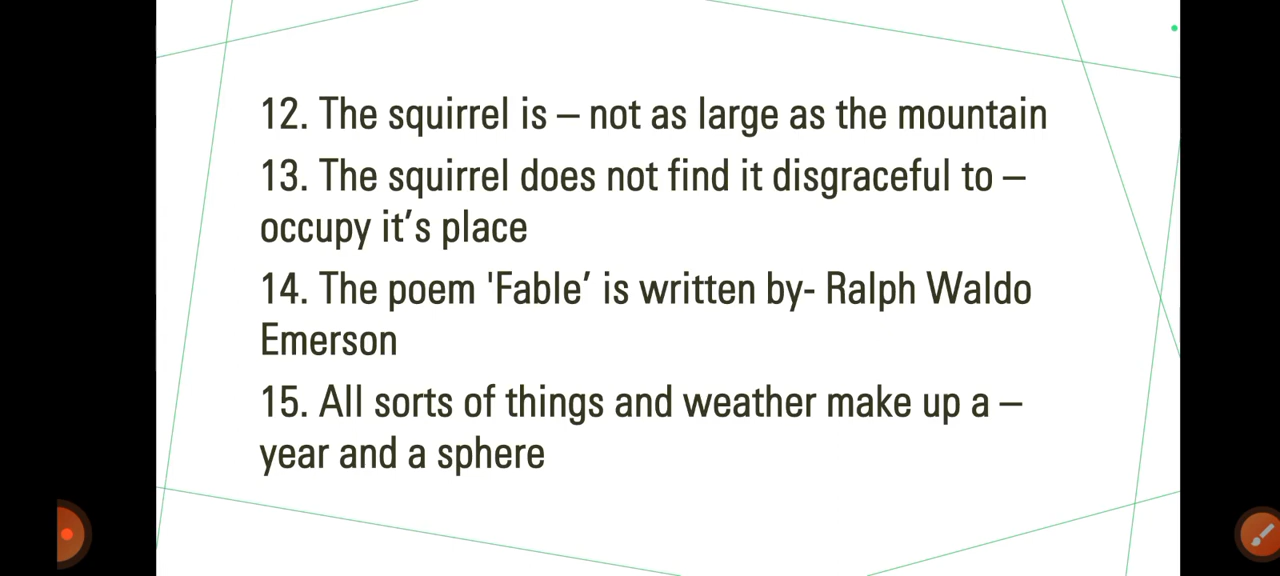 12. The squirrel is – not as large as the mountain
13. The squirrel does not find it disgraceful to –
occupy it’s place
14. The poem 'Fable’ is written by- Ralph Waldo
Emerson
15. All sorts of things and weather make up a –
year and a sphere